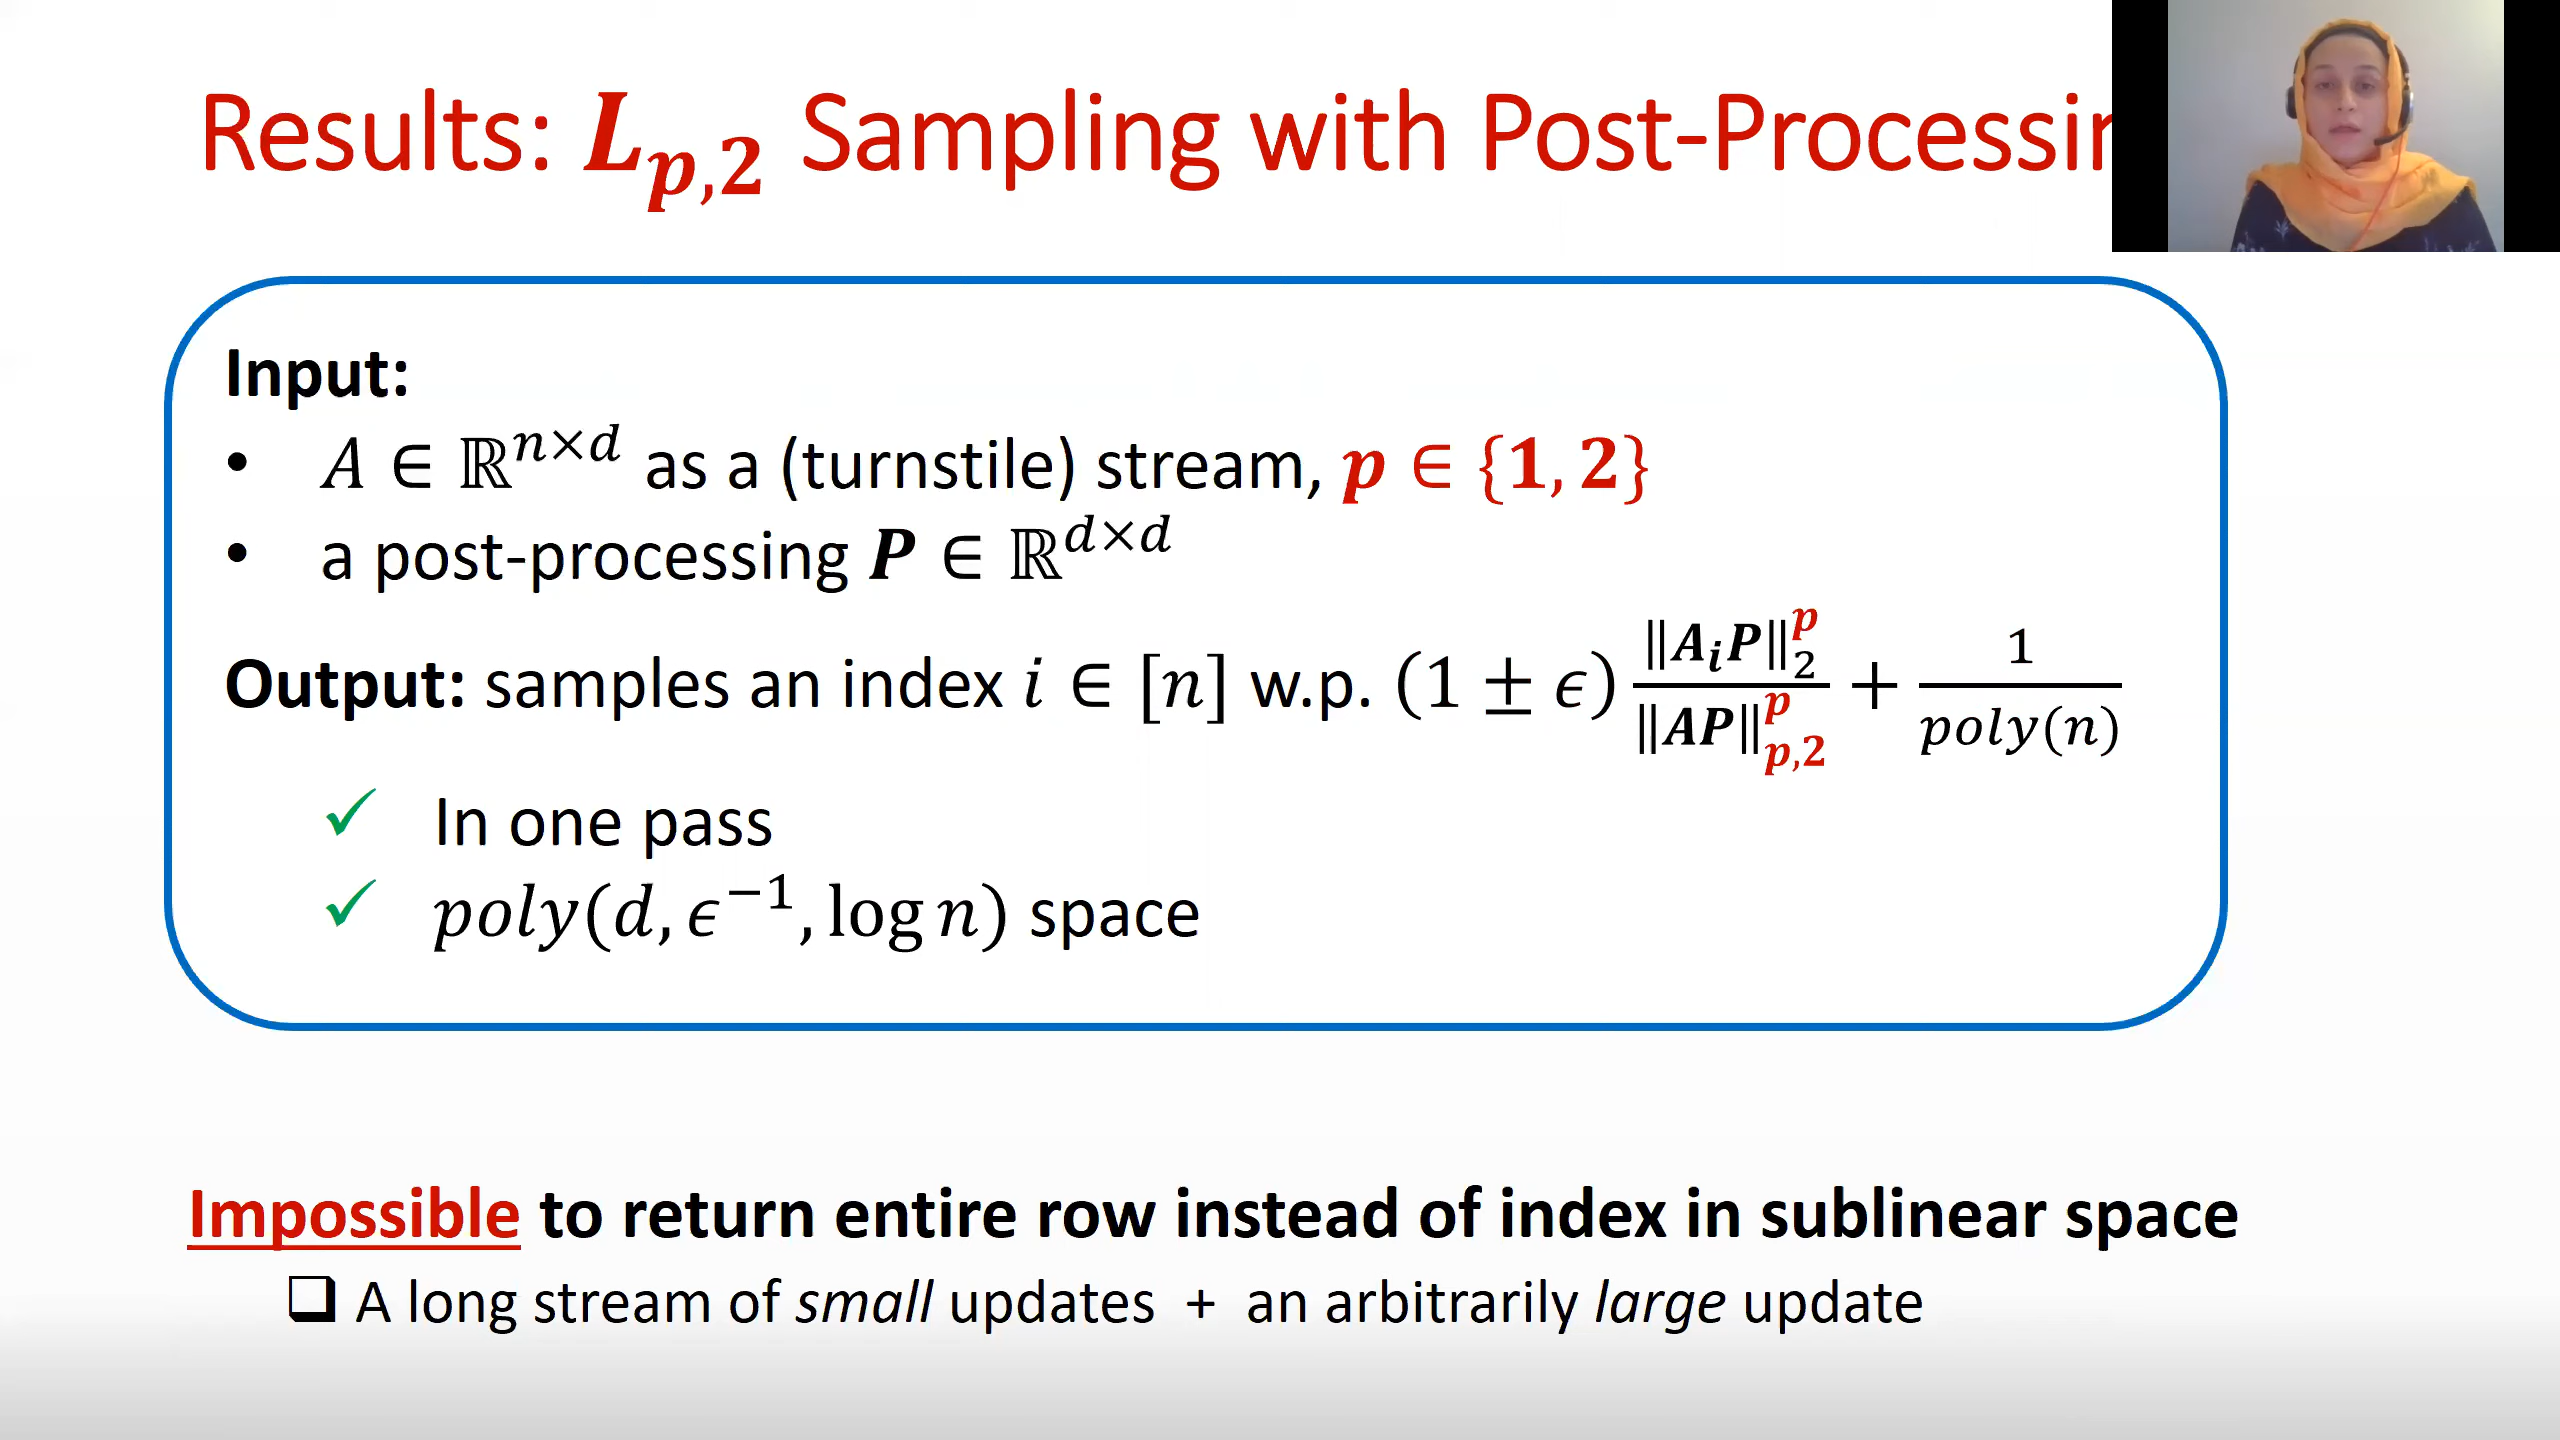 Results: L_{p,2} Sampling with Post-Processin
Input:
• A ∈ ℝ^{n×d} as a (turnstile) stream, p ∈ {1, 2}
• a post-processing P ∈ ℝ^{d×d}
Output: samples an index i ∈ [n] w.p. (1 ± ϵ) ‖A_i P‖_2^p / ‖AP‖_{p,2}^p + 1 / poly(n)
✓ In one pass
✓ poly(d, ϵ^{−1}, log n) space
Impossible to return entire row instead of index in sublinear space
❑ A long stream of small updates + an arbitrarily large update